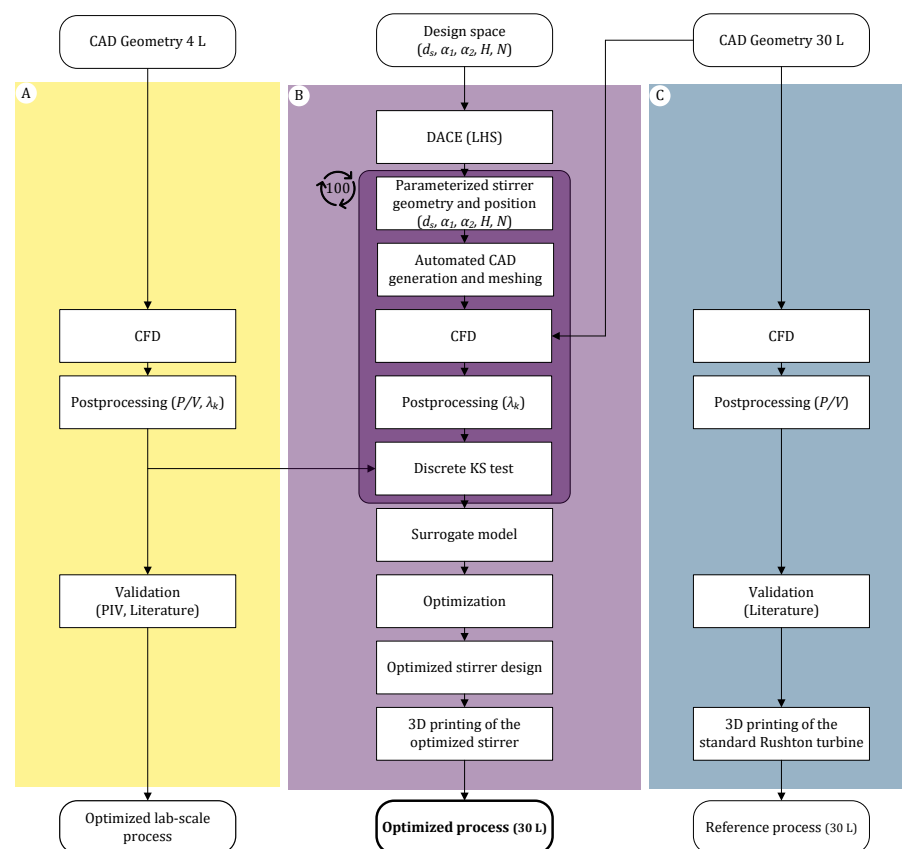 CAD Geometry 4 L
Design space
(ds, α1, α2, H, N)
CAD Geometry 30 L
A
B
C
DACE (LHS)
100
Parameterized stirrer
geometry and position
(ds, α1, α2, H, N)
Automated CAD
generation and meshing
CFD
CFD
CFD
Postprocessing (P/V, λk)
Postprocessing (λk)
Postprocessing (P/V)
Discrete KS test
Surrogate model
Validation
(PIV, Literature)
Optimization
Validation
(Literature)
Optimized stirrer design
3D printing of the
optimized stirrer
3D printing of the
standard Rushton turbine
Optimized lab-scale
process
Optimized process (30 L)
Reference process (30 L)